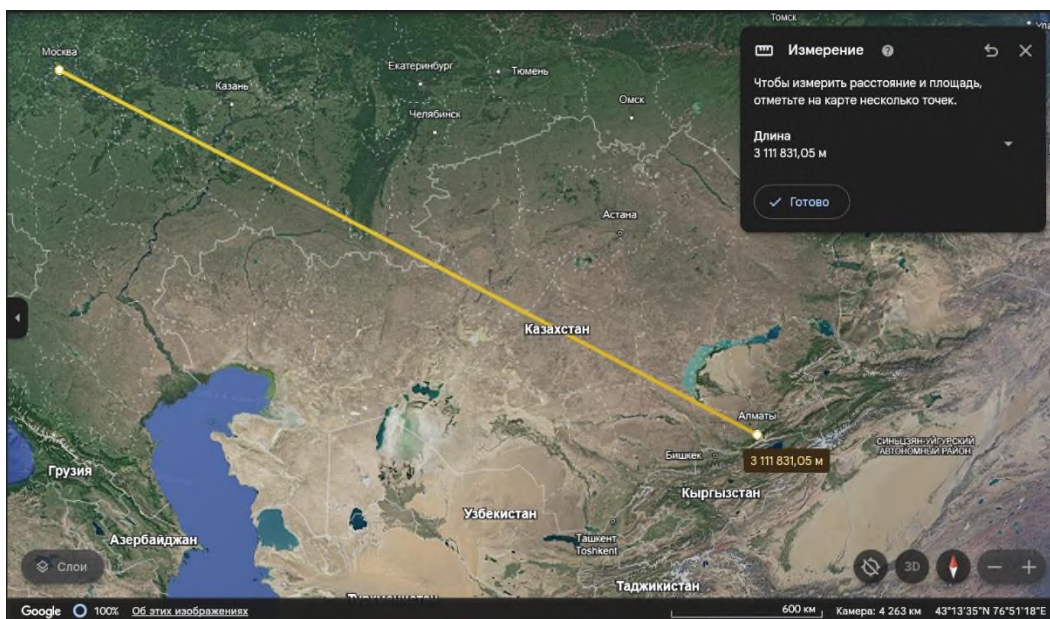 Томск
Москва
Екатеринбург
Тюмень
Казань
Челябинск
Омск
Измерение
Чтобы измерить расстояние и площадь,
отметьте на карте несколько точек.
Длина
3 111 831,05 м
Готово
Астана
Казахстан
Алматы
Бишкек
3 111 831,05 м
СИНЬЦЗЯН-УЙГУРСКИЙ
АВТОНОМНЫЙ РАЙОН
Грузия
Кыргызстан
Узбекистан
Азербайджан
Ташкент
Toshkent
Слои
3D
Таджикистан
Туркменистан
Google 100% Об этих изображениях 600 км Камера: 4 263 км 43°13'35"N 76°51'18"E